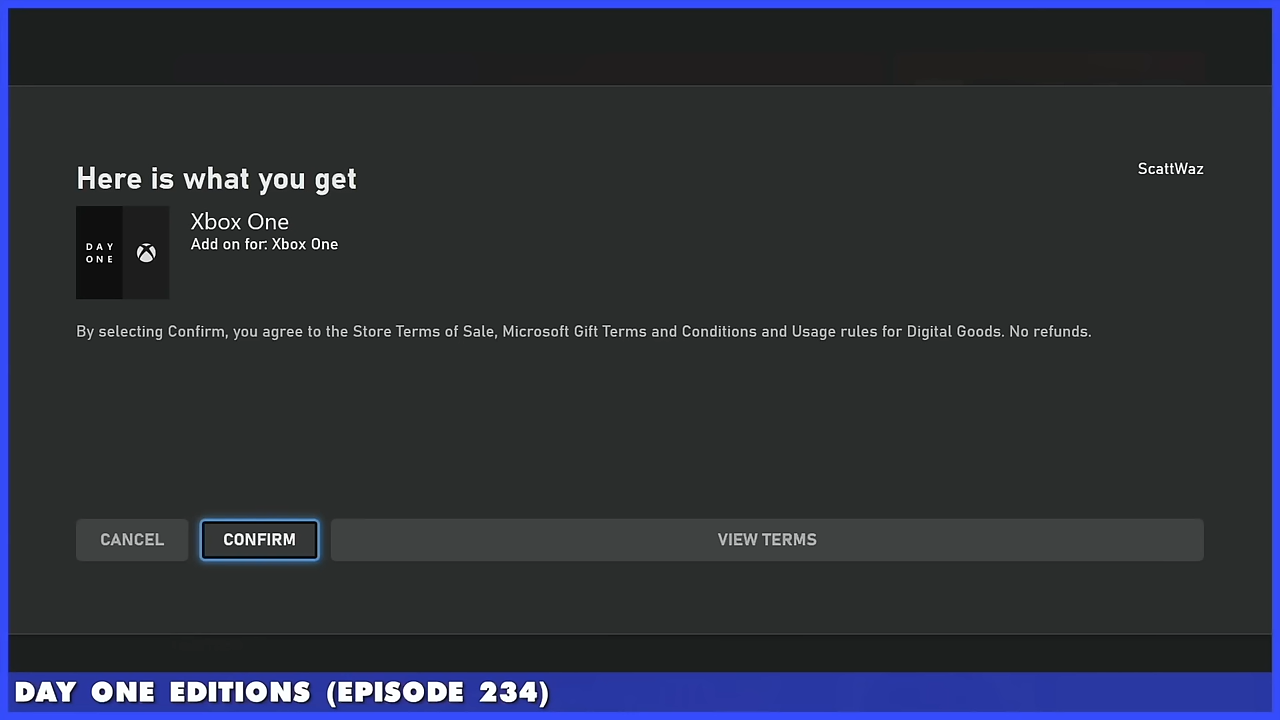 Here is what you get
ScattWaz
DAY
ONE
Xbox One
Add on for: Xbox One
By selecting Confirm, you agree to the Store Terms of Sale, Microsoft Gift Terms and Conditions and Usage rules for Digital Goods. No refunds.
CANCEL
CONFIRM
VIEW TERMS
DAY ONE EDITIONS (EPISODE 234)